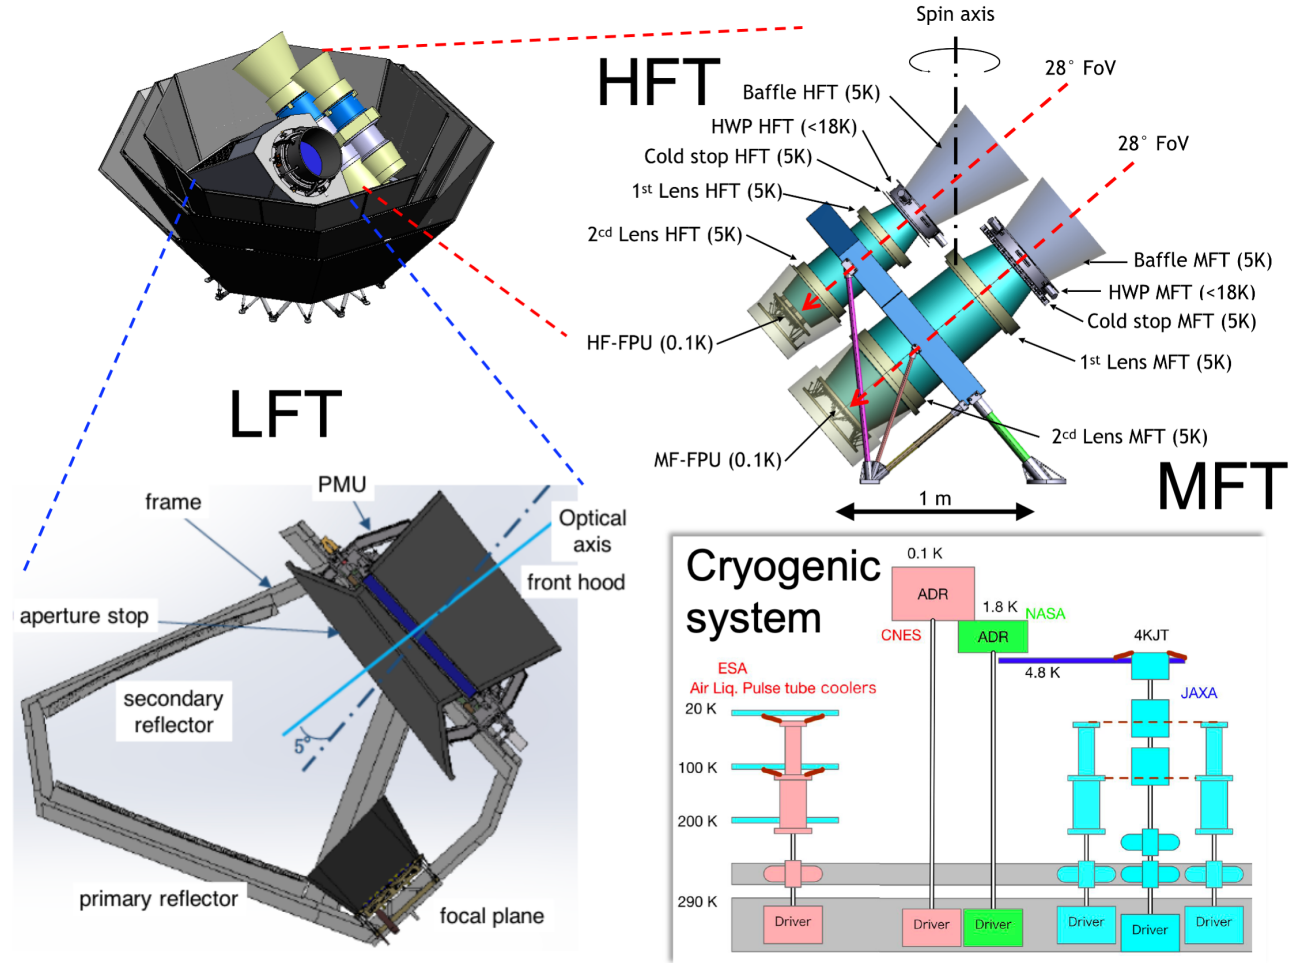 HFT
Spin axis
28° FoV
28° FoV
Baffle HFT (5K)
HWP HFT (<18K)
Cold stop HFT (5K)
1st Lens HFT (5K)
2cd Lens HFT (5K)
HF-FPU (0.1K)
MF-FPU (0.1K)
Baffle MFT (5K)
HWP MFT (<18K)
Cold stop MFT (5K)
1st Lens MFT (5K)
2cd Lens MFT (5K)
1 m
MFT
LFT
PMU
frame
Optical
axis
front hood
aperture stop
secondary
reflector
5°
primary reflector
focal plane
Cryogenic
system
0.1 K
ADR
CNES
1.8 K
NASA
ADR
4KJT
4.8 K
JAXA
ESA
Air Liq. Pulse tube coolers
20 K
100 K
200 K
290 K
Driver
Driver
Driver
Driver
Driver
Driver